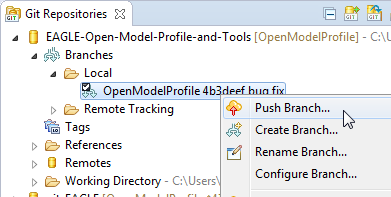 Git Repositories
EAGLE-Open-Model-Profile-and-Tools [OpenModelProfile]
Branches
Local
OpenModelProfile 4b3deef bug fix
Remote Tracking
Push Branch...
Tags
Create Branch...
References
Rename Branch...
Remotes
Configure Branch...
Working Directory - C:\Users